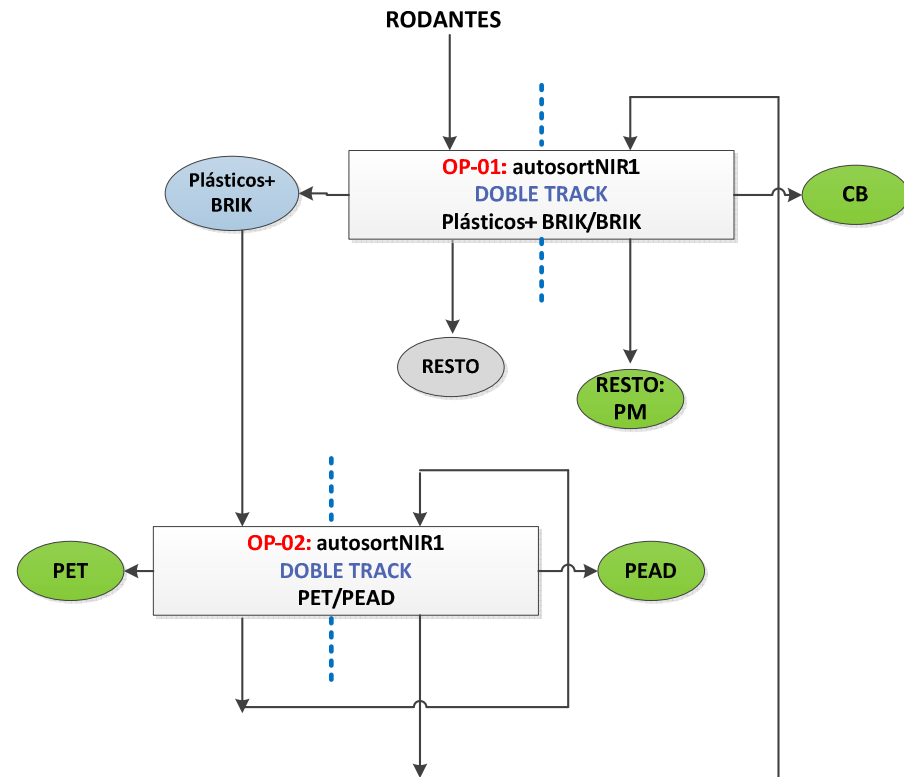 RODANTES
OP-01: autosortNIR1
DOBLE TRACK
Plásticos+ BRIK/BRIK
Plásticos+
BRIK
CB
RESTO
RESTO:
PM
OP-02: autosortNIR1
DOBLE TRACK
PET/PEAD
PET
PEAD